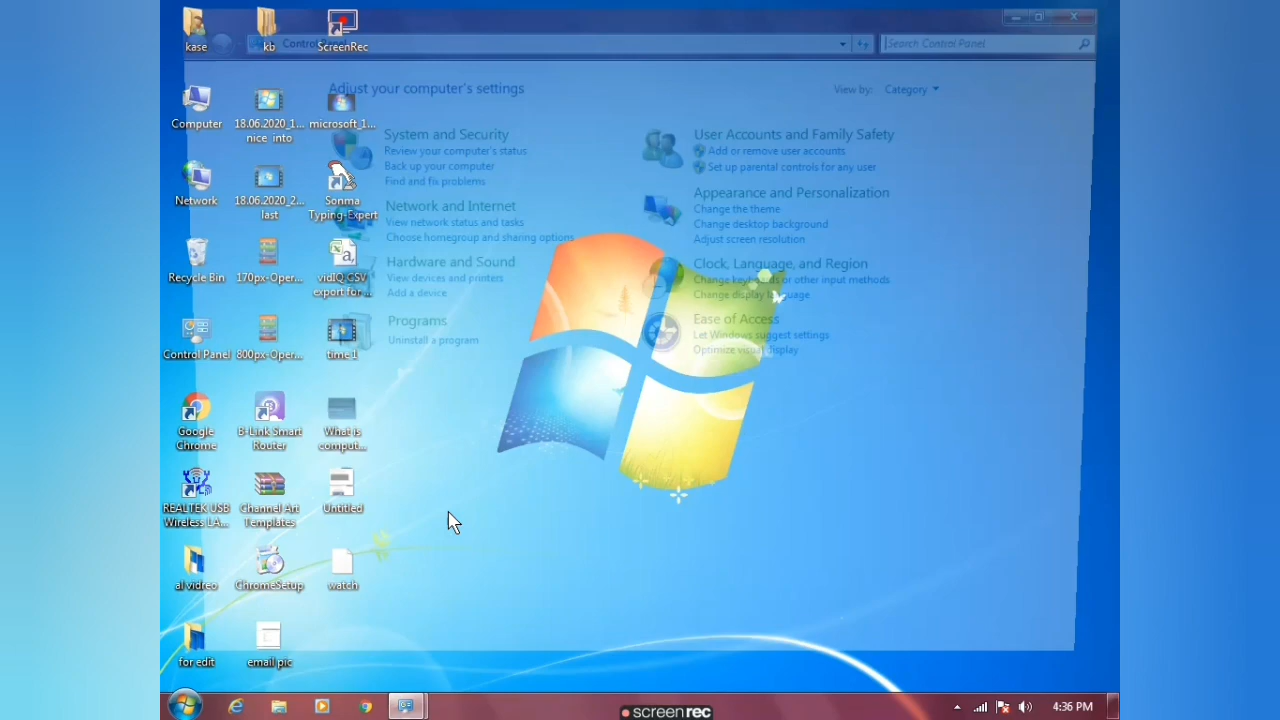 kase
kb
ScreenRec
Control Panel
Search Control Panel
Adjust your computer's settings
View by:
Category
Computer
18.06.2020_1...
nice into
microsoft_1...
System and Security
Review your computer's status
Back up your computer
Find and fix problems
User Accounts and Family Safety
Add or remove user accounts
Set up parental controls for any user
Network
18.06.2020_2...
last
Sonma
Typing-Expert
Network and Internet
View network status and tasks
Choose homegroup and sharing options
Appearance and Personalization
Change the theme
Change desktop background
Adjust screen resolution
Recycle Bin
170px-Oper...
vidIQ CSV
export for ...
Hardware and Sound
View devices and printers
Add a device
Clock, Language, and Region
Change keyboards or other input methods
Change display language
Control Panel
800px-Oper...
time1
Programs
Uninstall a program
Ease of Access
Let Windows suggest settings
Optimize visual display
Google
Chrome
B-Link Smart
Router
What is
comput...
REALTEK USB
Wireless LA...
Channel Art
Templates
Untitled
al video
ChromeSetup
watch
for edit
email pic
screenrec
4:36 PM